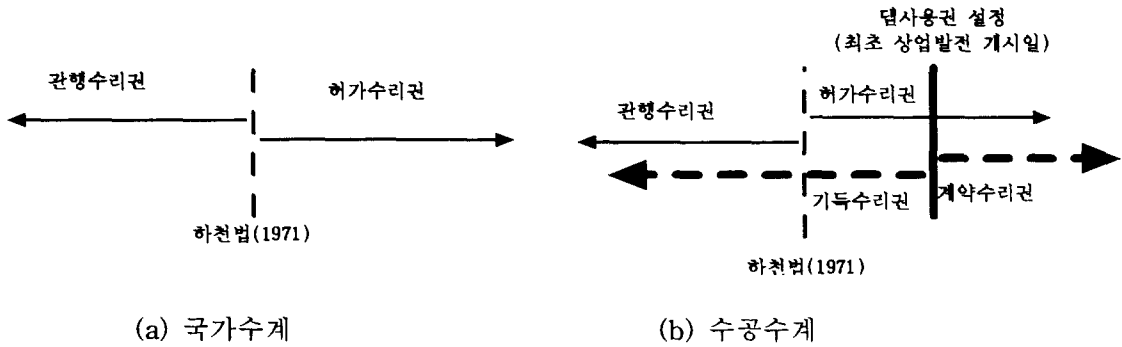 관행수리권
허가수리권
하천법(1971)
(a) 국가수계
댐사용권 설정
(최초 상업발전 개시일)
허가수리권
관행수리권
기득수리권
계약수리권
하천법(1971)
(b) 수공수계